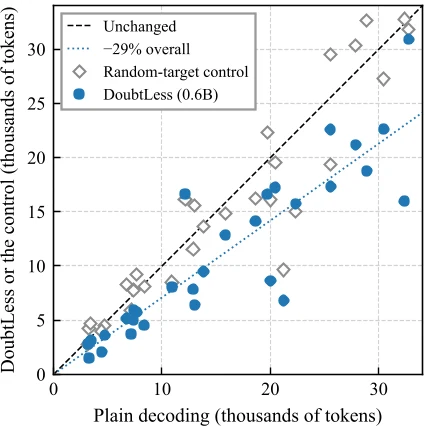 Unchanged
−29% overall
Random-target control
DoubtLess (0.6B)
DoubtLess or the control (thousands of tokens)
30
25
20
15
10
5
0
0 10 20 30
Plain decoding (thousands of tokens)